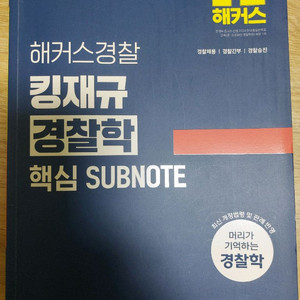 해커스
경찰채용 | 경찰간부 | 경찰승진
해커스경찰
킹재규
경찰학
핵심 SUBNOTE
최신 개정법령 및 판례 반영
머리가
기억하는
경찰학